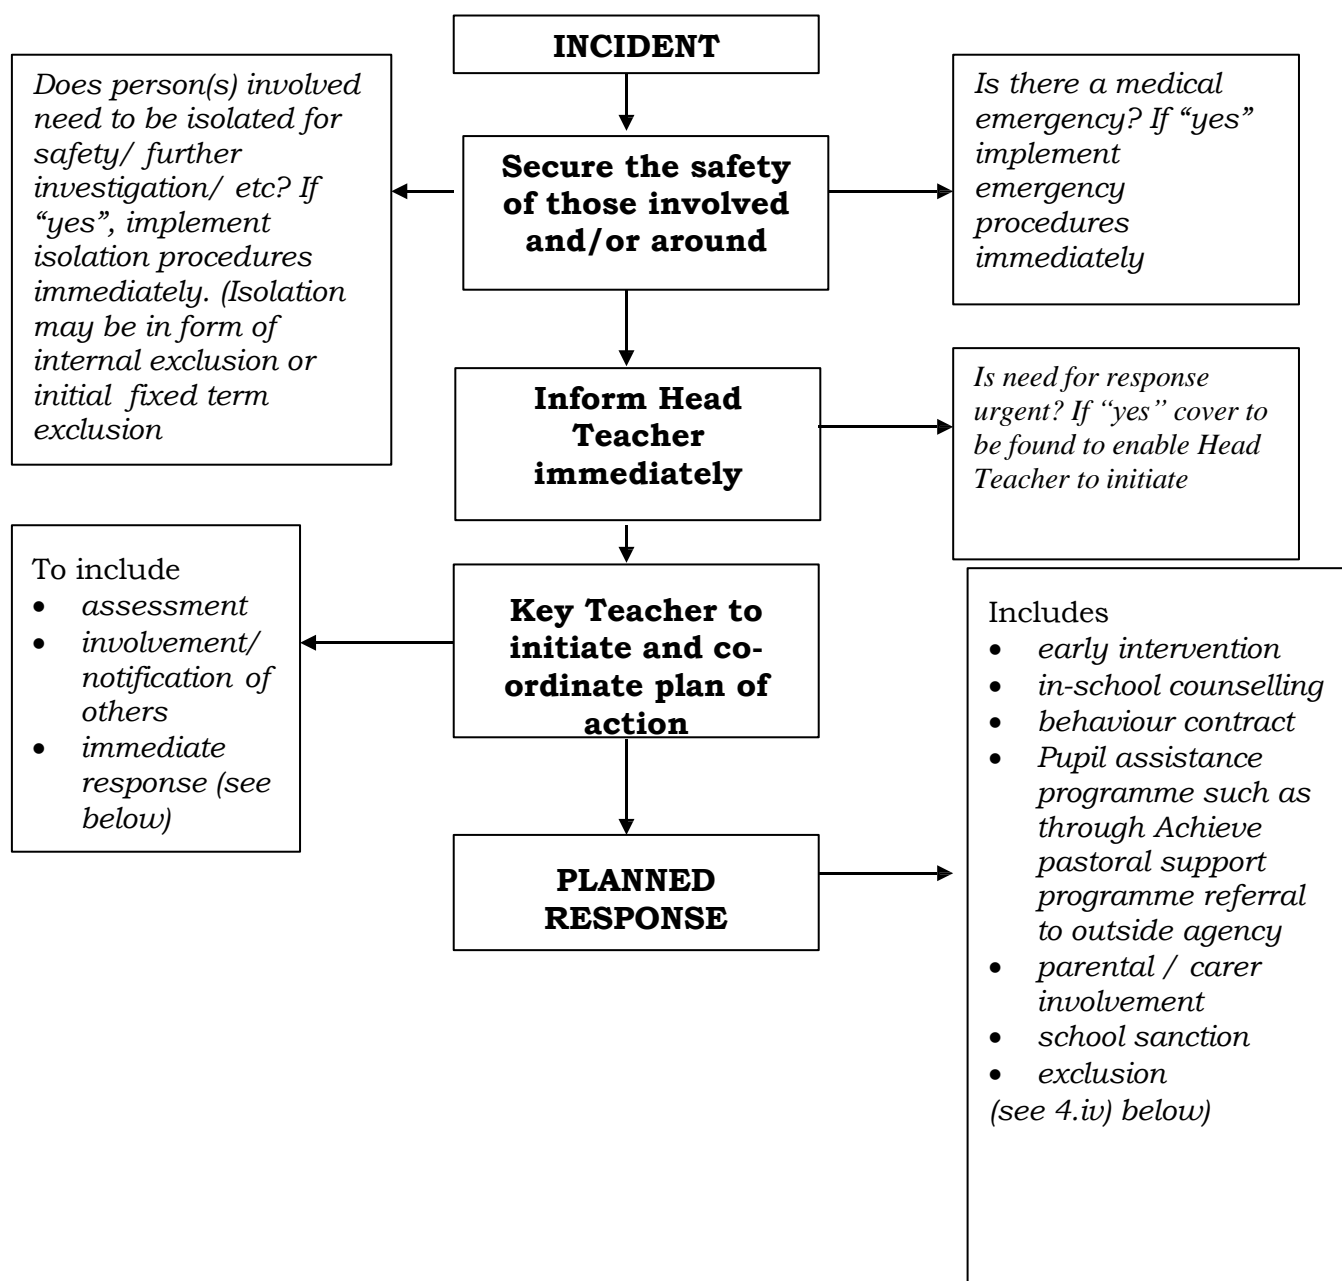 INCIDENT
Does person(s) involved
need to be isolated for
safety/ further
investigation/ etc? If
“yes”, implement
isolation procedures
immediately. (Isolation
may be in form of
internal exclusion or
initial fixed term
exclusion
Secure the safety
of those involved
and/or around
Is there a medical
emergency? If “yes”
implement
emergency
procedures
immediately
Inform Head
Teacher
immediately
Is need for response
urgent? If “yes” cover to
be found to enable Head
Teacher to initiate
To include
• assessment
• involvement/
notification of
others
• immediate
response (see
below)
Key Teacher to
initiate and co-
ordinate plan of
action
PLANNED
RESPONSE
Includes
• early intervention
• in-school counselling
• behaviour contract
• Pupil assistance
programme such as
through Achieve
pastoral support
programme referral
to outside agency
• parental / carer
involvement
• school sanction
• exclusion
(see 4.iv) below)